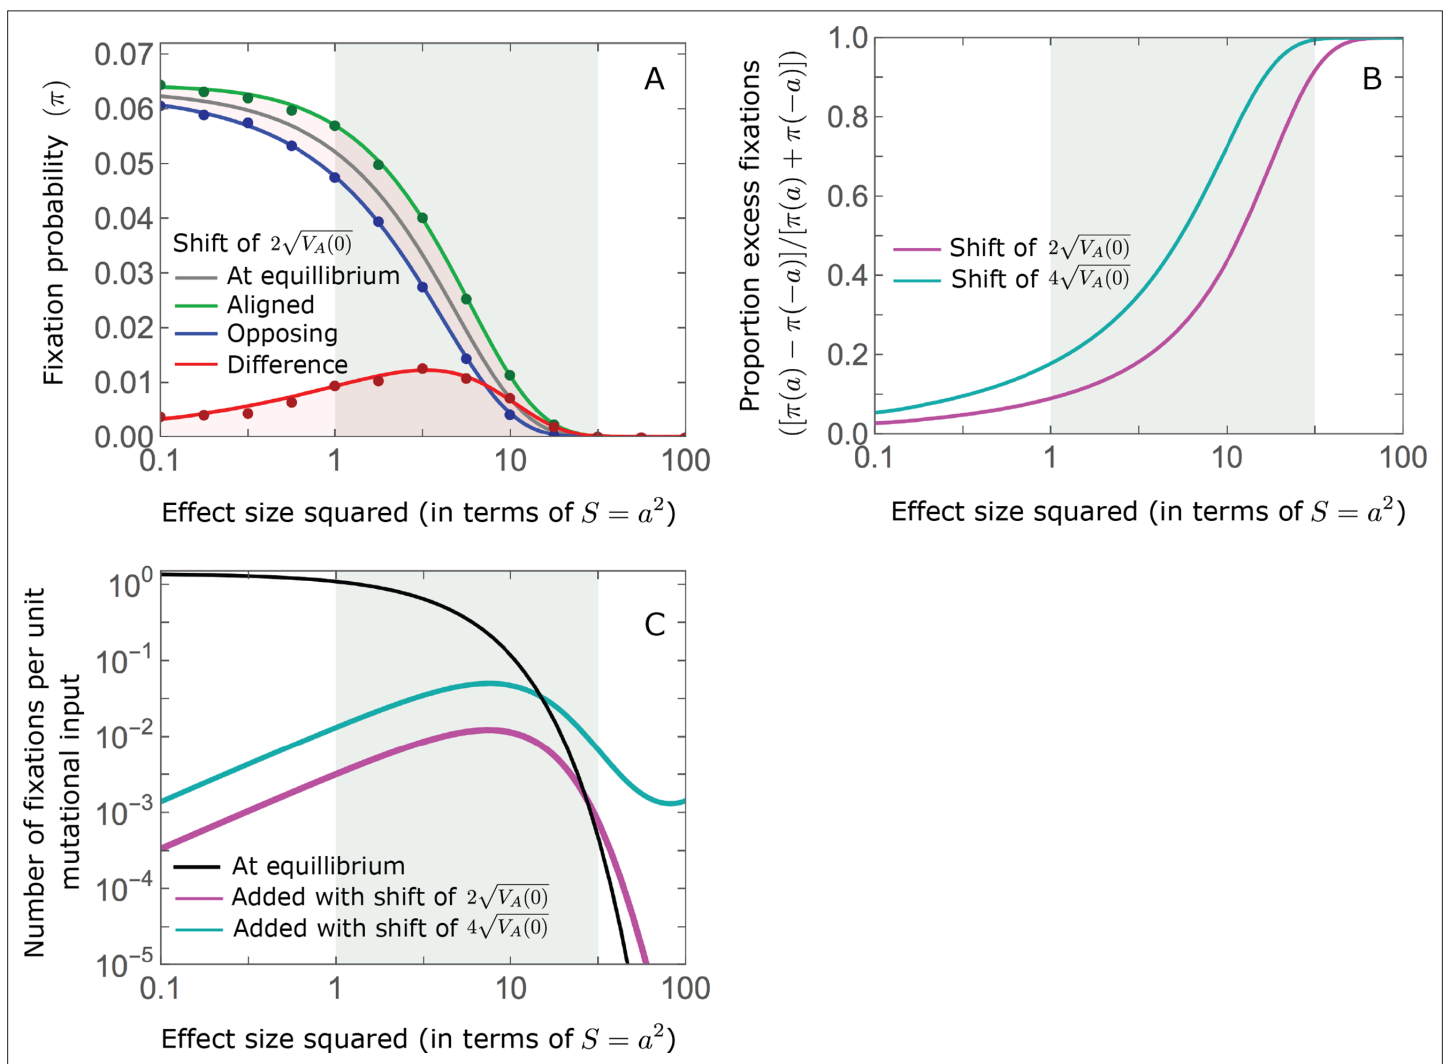 A
Fixation probability (π)
0.07
0.06
0.05
0.04
0.03
0.02
0.01
0.00
Shift of 2√V_A(0)
At equillibrium
Aligned
Opposing
Difference
0.1 1 10 100
Effect size squared (in terms of S = a²)
B
Proportion excess fixations
([π(a) − π(−a)]/[π(a) + π(−a)])
1.0
0.8
0.6
0.4
0.2
0.0
Shift of 2√V_A(0)
Shift of 4√V_A(0)
0.1 1 10 100
Effect size squared (in terms of S = a²)
C
Number of fixations per unit
mutational input
10⁰
10⁻¹
10⁻²
10⁻³
10⁻⁴
10⁻⁵
At equillibrium
Added with shift of 2√V_A(0)
Added with shift of 4√V_A(0)
0.1 1 10 100
Effect size squared (in terms of S = a²)